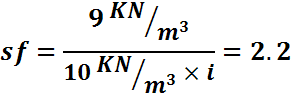 sf = 9 KN/m³ / 10 KN/m³ × i = 2.2